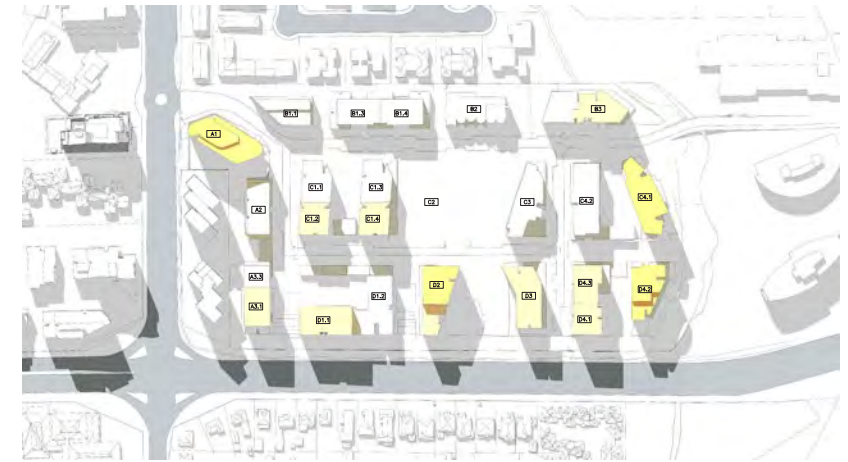 B1.1
B1.3
B1.4
B2
B3
A1
C1.1
C1.3
C4.1
C2
C3
C4.2
A2
C1.2
C1.4
A3.3
D2
D4.3
D4.2
D1.2
D3
A3.1
D1.1
D4.1